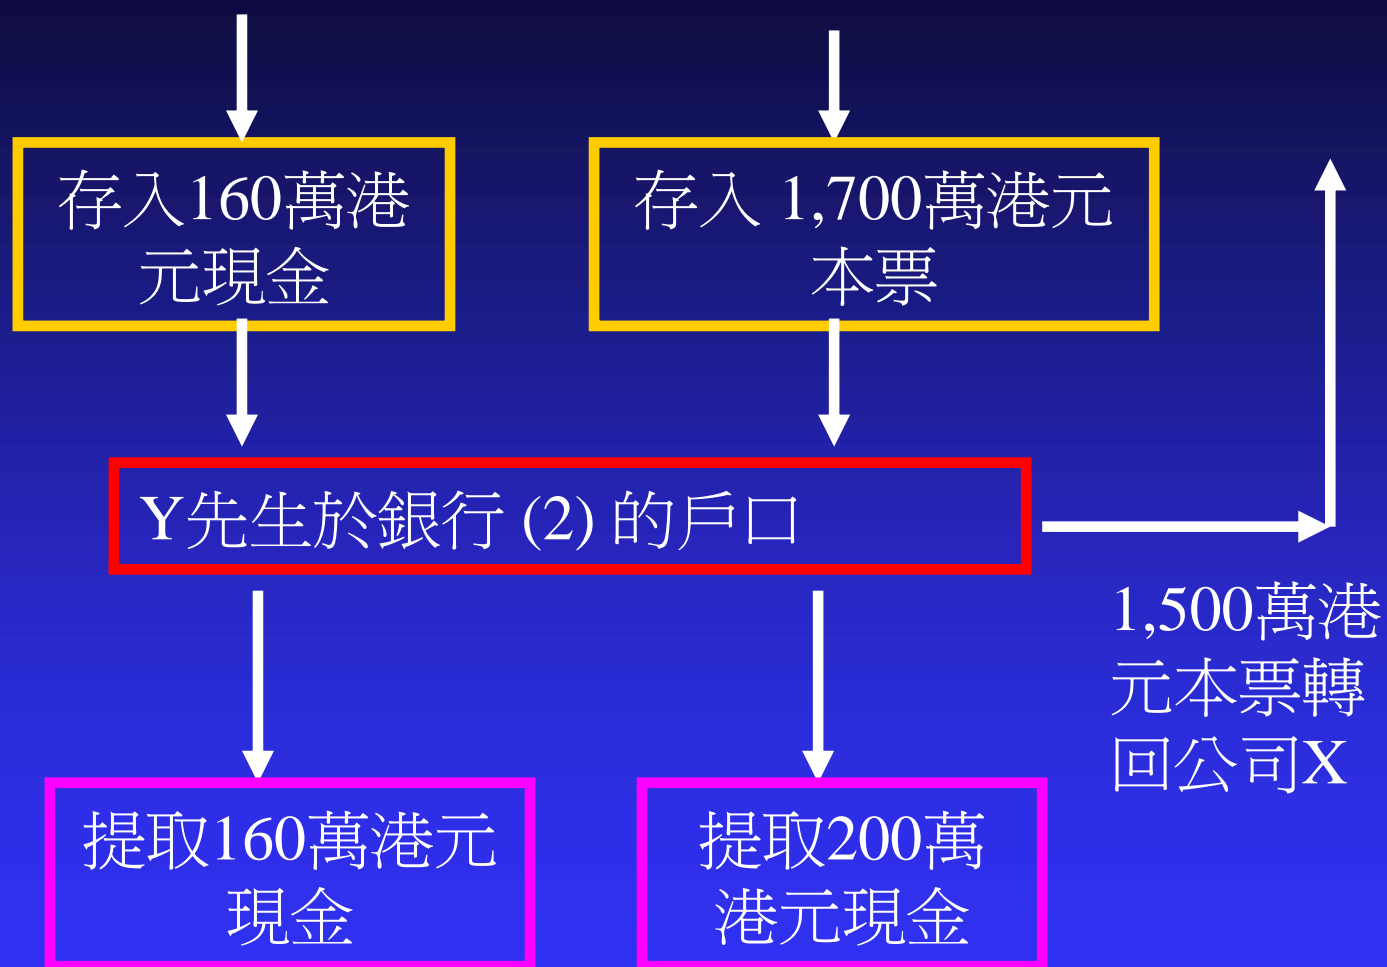 存入160萬港
元現金
存入 1,700萬港元
本票
Y先生於銀行 (2) 的戶口
1,500萬港
元本票轉
回公司X
提取160萬港元
現金
提取200萬
港元現金